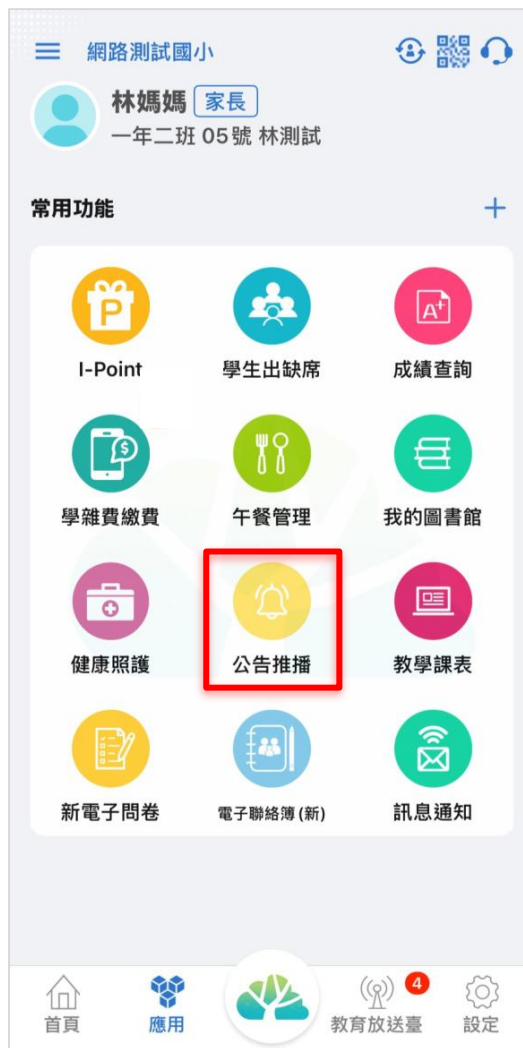 網路測試國小
林媽媽 家長
一年二班 05號 林測試
常用功能
P A+
I-Point 學生出缺席 成績查詢
$
學雜費繳費 午餐管理 我的圖書館
健康照護 公告推播 教學課表
新電子問卷 電子聯絡簿(新) 訊息通知
4
首頁 應用 教育放送臺 設定